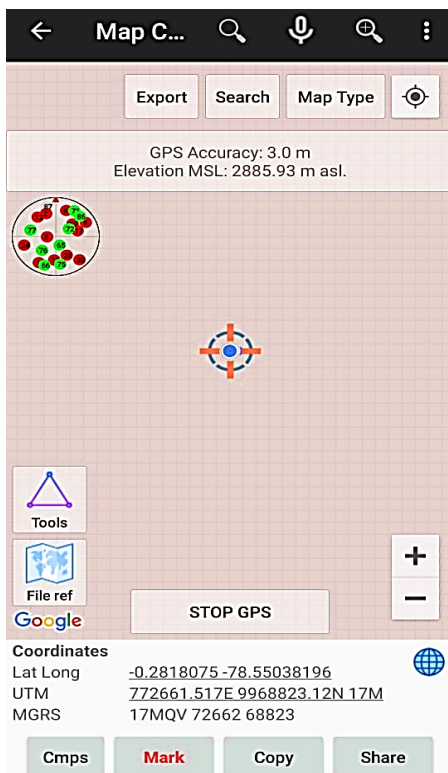 Map C...
Export Search Map Type
GPS Accuracy: 3.0 m
Elevation MSL: 2885.93 m asl.
77
Tools
File ref
Google
STOP GPS
Coordinates
Lat Long -0.2818075 -78.55038196
UTM 772661.517E 9968823.12N 17M
MGRS 17MQV 72662 68823
Cmps Mark Copy Share